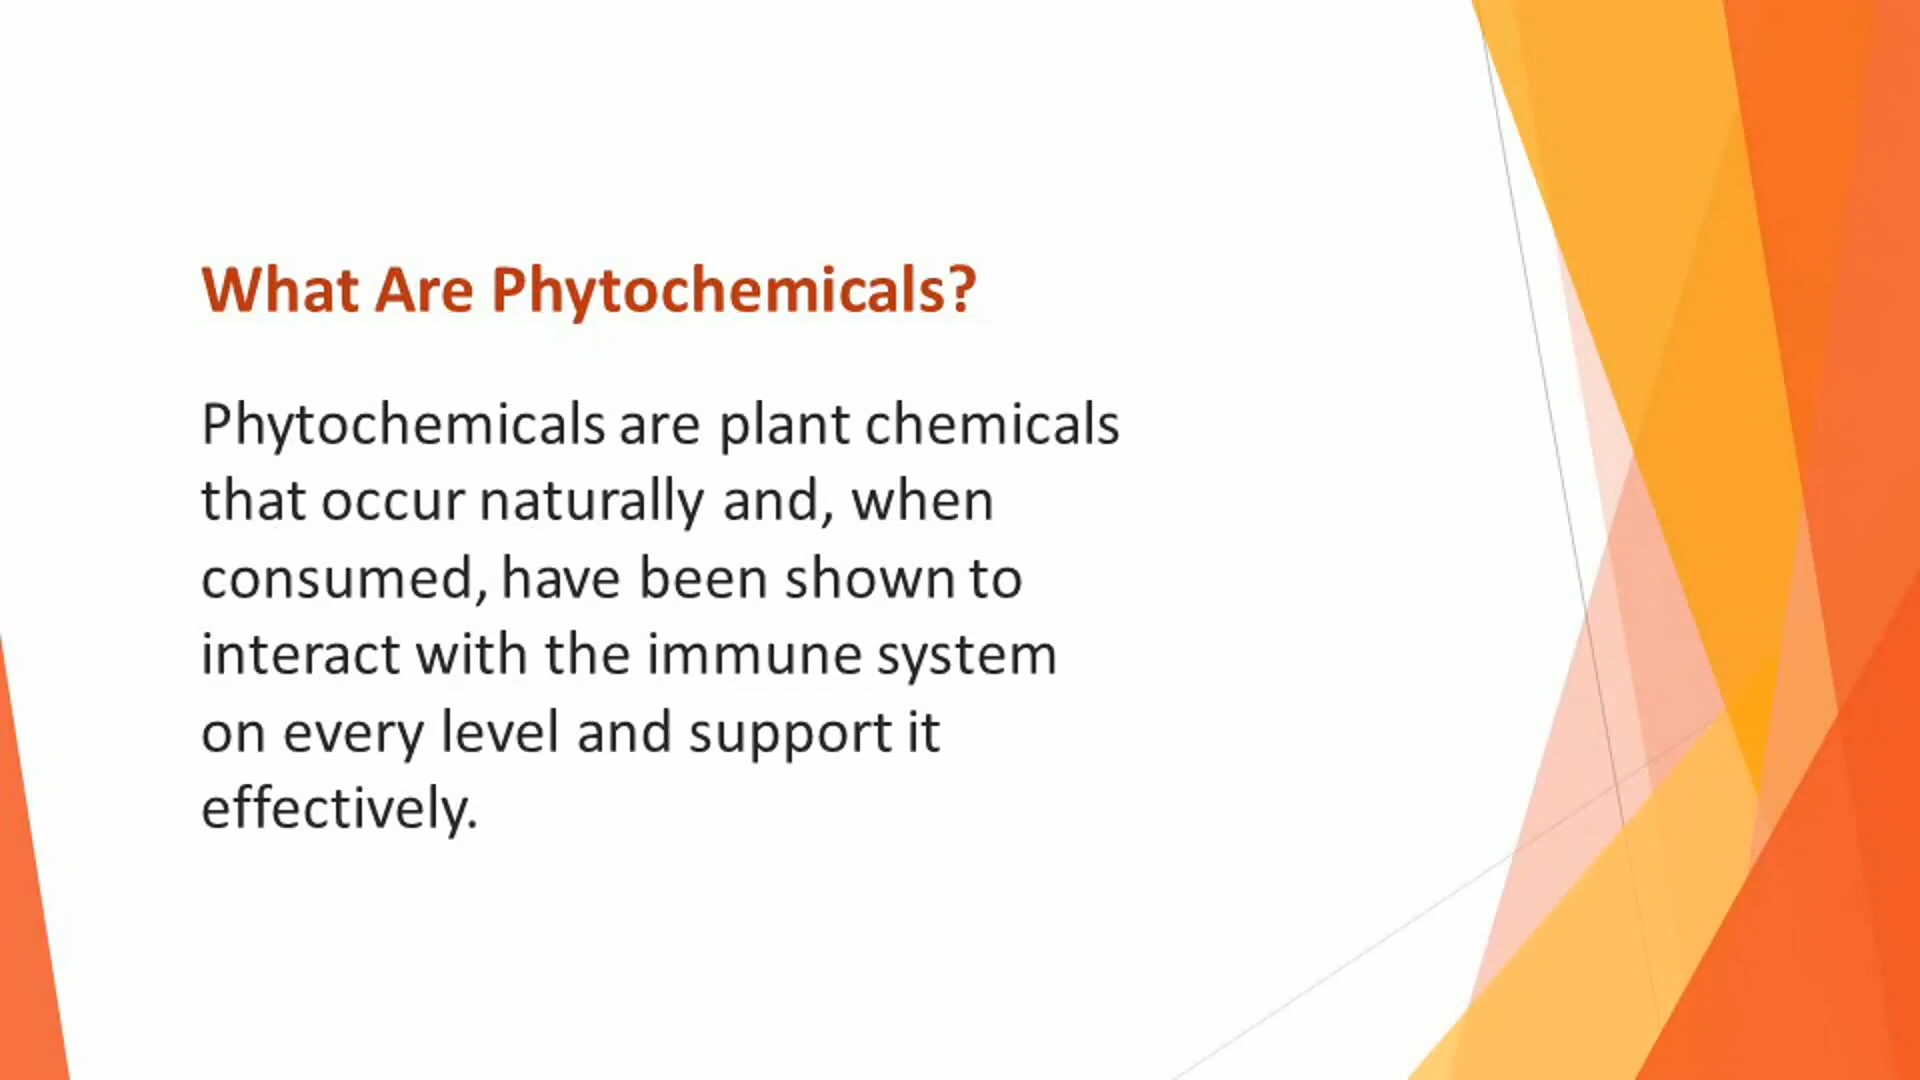 What Are Phytochemicals?
Phytochemicals are plant chemicals
that occur naturally and, when
consumed, have been shown to
interact with the immune system
on every level and support it
effectively.